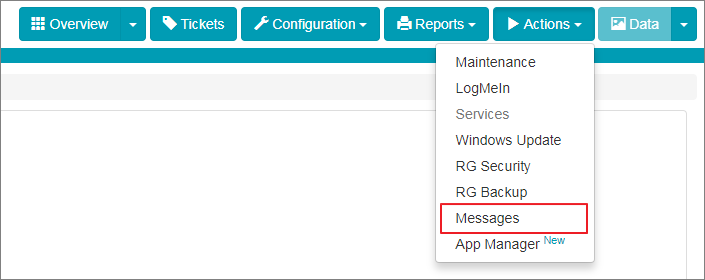 Overview Tickets Configuration Reports Actions Data
Maintenance
LogMeIn
Services
Windows Update
RG Security
RG Backup
Messages
App Manager New